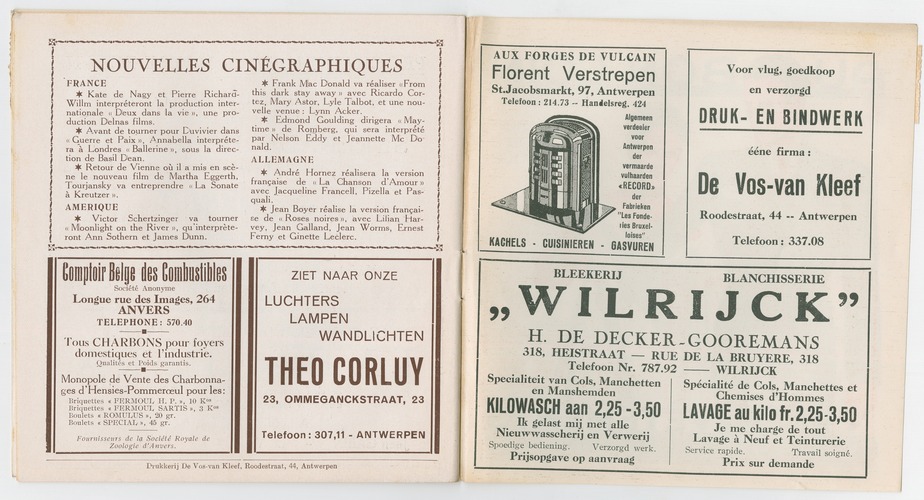 NOUVELLES CINÉGRAPHIQUES
FRANCE
✶ Kate de Nagy et Pierre Richard-
Willm interpréteront la production inter-
nationale « Deux dans la vie », une pro-
duction Delnas films.
✶ Avant de tourner pour Duvivier dans
« Guerre et Paix », Annabella interpréte-
ra à Londres « Ballerine », sous la direc-
tion de Basil Dean.
✶ Retour de Vienne où il a mis en scè-
ne le nouveau film de Martha Eggerth,
Tourjansky va entreprendre « La Sonate
à Kreutzer ».
AMERIQUE
✶ Victor Schertzinger va tourner
« Moonlight on the River », qu'interprète-
ront Ann Sothern et James Dunn.
✶ Frank Mac Donald va réaliser «From
this dark stay away » avec Ricardo Cor-
tez, Mary Astor, Lyle Talbot, et une nou-
velle venue : Lynn Acker.
✶ Edmond Goulding dirigera « May-
time » de Romberg, qui sera interprété
par Nelson Eddy et Jeannette Mc Do-
nald.
ALLEMAGNE
✶ André Hornez réalisera la version
française de « La Chanson d'Amour »
avec Jacqueline Francell, Pizella et Pas-
quali.
✶ Jean Boyer réalise la version françai-
se de « Roses noires », avec Lilian Har-
vey, Jean Galland, Jean Worms, Ernest
Ferny et Ginette Leclerc.
Comptoir Belge des Combustibles
Société Anonyme
Longue rue des Images, 264
ANVERS
TELEPHONE : 570.40
Tous CHARBONS pour foyers
domestiques et l'industrie.
Qualités et Poids garantis.
Monopole de Vente des Charbonna-
ges d'Hensies-Pommerœul pour les:
Briquettes « FERMOUL H. P. », 10 Kos
Briquettes « FERMOUL SARTIS », 3 Kos
Boulets « ROMULUS », 20 gr.
Boulets « SPECIAL », 45 gr.
Fournisseurs de la Société Royale de
Zoologie d'Anvers.
ZIET NAAR ONZE
LUCHTERS
LAMPEN
WANDLICHTEN
THEO CORLUY
23, OMMEGANCKSTRAAT, 23
Telefoon : 307,11 - ANTWERPEN
Drukkerij De Vos-van Kleef, Roodestraat, 44, Antwerpen
AUX FORGES DE VULCAIN
Florent Verstrepen
St.Jacobsmarkt, 97, Antwerpen
Telefoon : 214.73 -- Handelsreg. 424
Algemeen
verdeeler
voor
Antwerpen
der
vermaarde
vulhaarden
«RECORD»
der
Fabrieken
"Les Fonde-
ries Bruxel-
loises"
KACHELS - CUISINIEREN - GASVUREN
Voor vlug, goedkoop
en verzorgd
DRUK- EN BINDWERK
ééne firma :
De Vos-van Kleef
Roodestraat, 44 -- Antwerpen
Telefoon : 337.08
BLEEKERIJ BLANCHISSERIE
„WILRIJCK”
H. DE DECKER-GOOREMANS
318, HEISTRAAT — RUE DE LA BRUYERE, 318
Telefoon Nr. 787.92 —— WILRIJCK
Specialiteit van Cols, Manchetten
en Manshemden
KILOWASCH aan 2,25-3,50
Ik gelast mij met alle
Nieuwwasscherij en Verwerij
Spoedige bediening. Verzorgd werk.
Prijsopgave op aanvraag
Spécialité de Cols, Manchettes et
Chemises d'Hommes
LAVAGE au kilo fr. 2,25-3,50
Je me charge de tout
Lavage à Neuf et Teinturerie
Service rapide. Travail soigné.
Prix sur demande